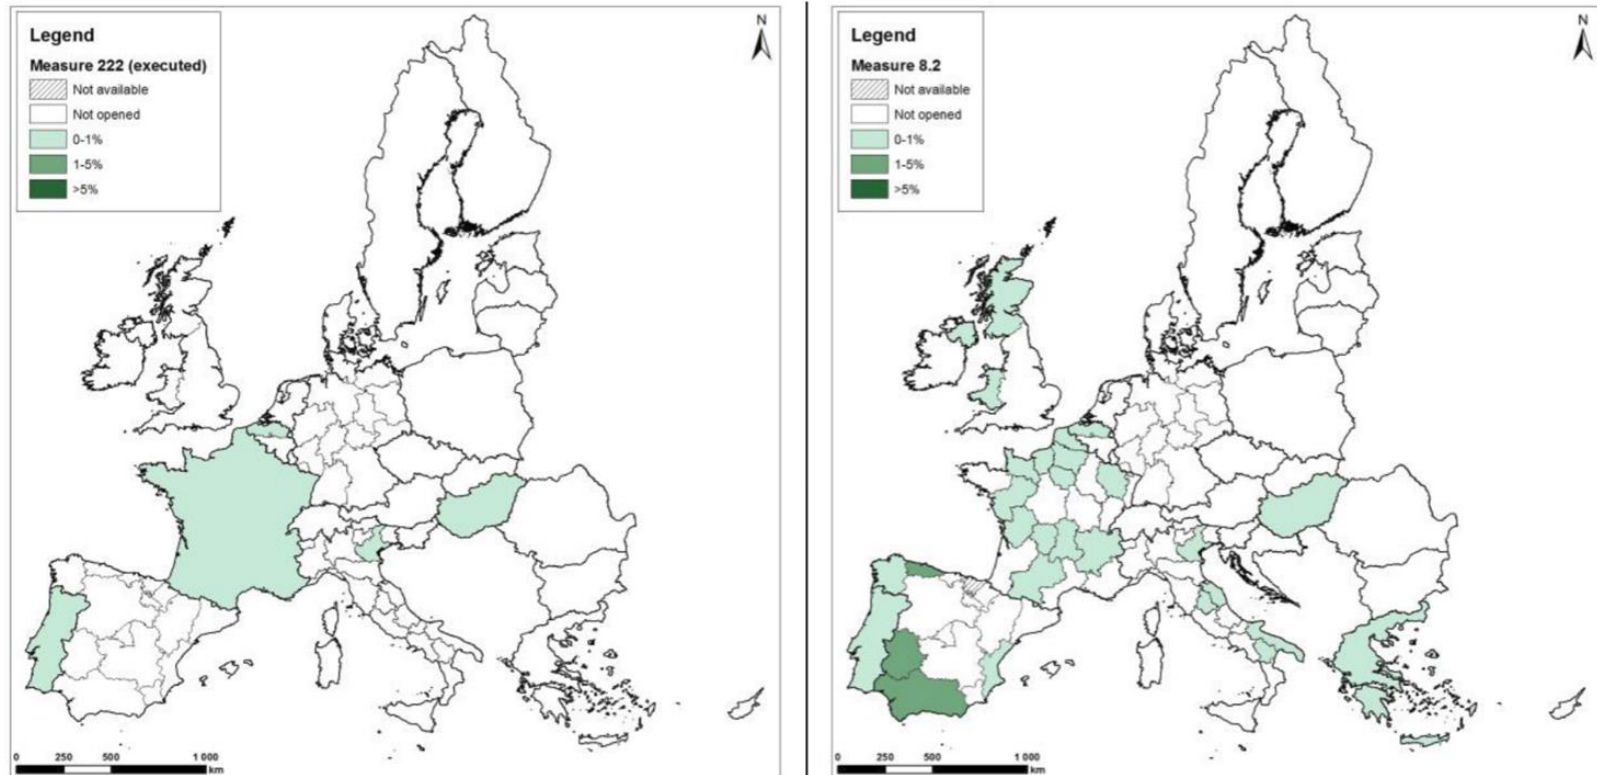 Legend
Measure 222 (executed)
Not available
Not opened
0-1%
1-5%
>5%
N
0 250 500 1 000
km
Legend
Measure 8.2
Not available
Not opened
0-1%
1-5%
>5%
N
0 250 500 1 000
km